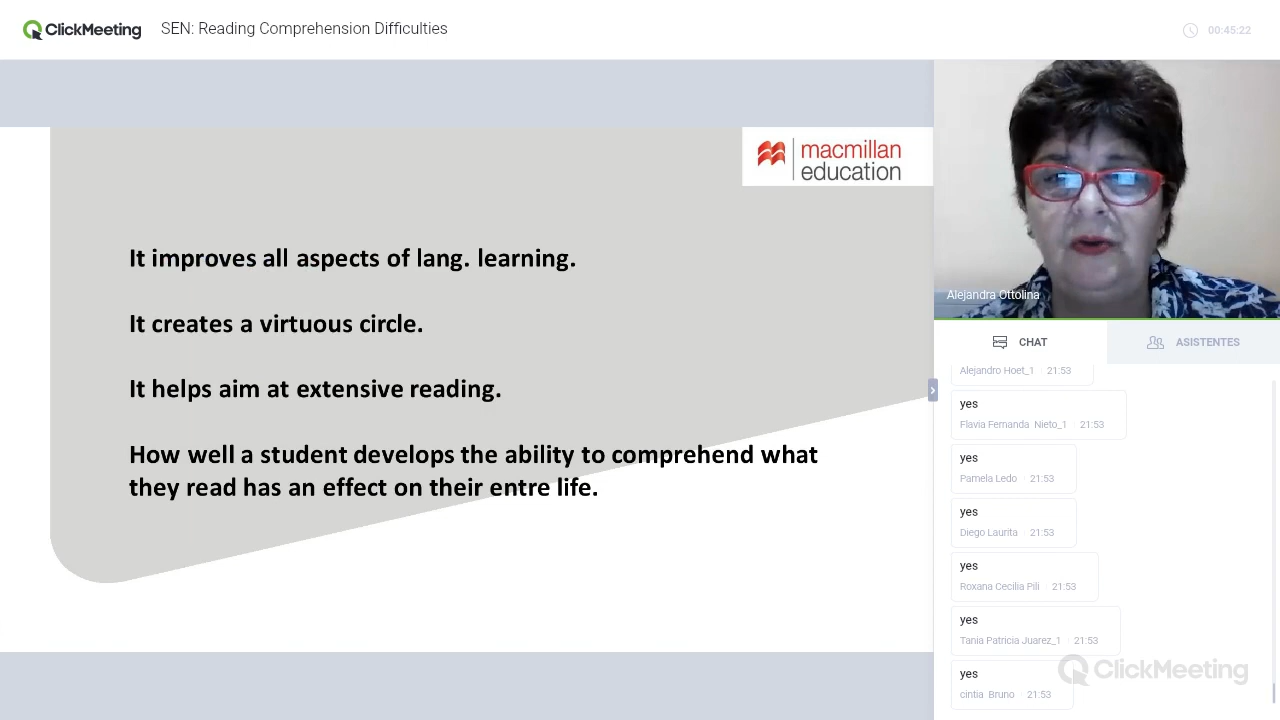 ClickMeeting
SEN: Reading Comprehension Difficulties
00:45:22
macmillan
education
It improves all aspects of lang. learning.
It creates a virtuous circle.
It helps aim at extensive reading.
How well a student develops the ability to comprehend what
they read has an effect on their entre life.
Alejandra Ottolina
CHAT
ASISTENTES
Alejandro Hoet_1 21:53
yes
Flavia Fernanda Nieto_1 21:53
yes
Pamela Ledo 21:53
yes
Diego Laurita 21:53
yes
Roxana Cecilia Pili 21:53
yes
Tania Patricia Juarez_1 21:53
yes
cintia Bruno 21:53
ClickMeeting